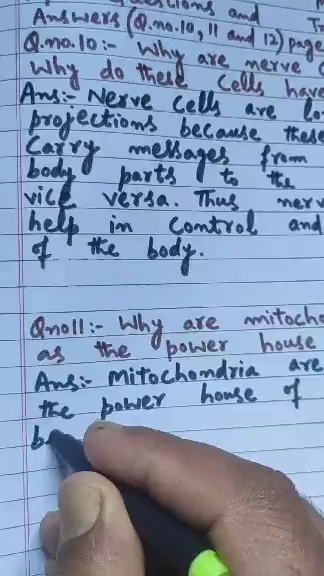 Answers (Q.no.10, 11 and 12) page
Q.no.10:- Why are nerve
Why do these Cells have
Ans:- Nerve Cells are
projections because these
Carry messages from
body parts to the
vice versa. Thus
help in Control and
of the body.
Qno11:- Why are
as the power house
Ans:- Mitochondria are
the power house of